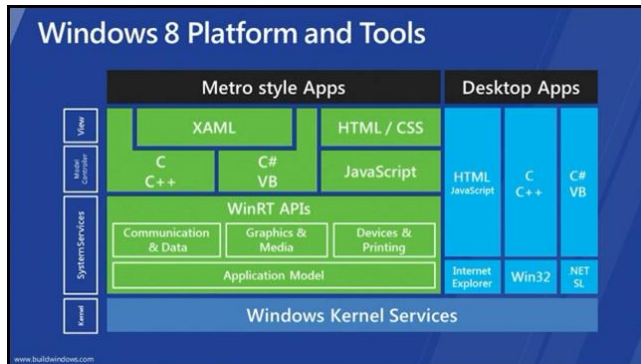 Windows 8 Platform and Tools
Metro style Apps
Desktop Apps
View
XAML
HTML / CSS
Model
Controller
C
C++
C#
VB
JavaScript
HTML
JavaScript
C
C++
C#
VB
System Services
WinRT APIs
Communication
& Data
Graphics &
Media
Devices &
Printing
Application Model
Internet
Explorer
Win32
.NET
SL
Kernel
Windows Kernel Services
www.buildwindows.com